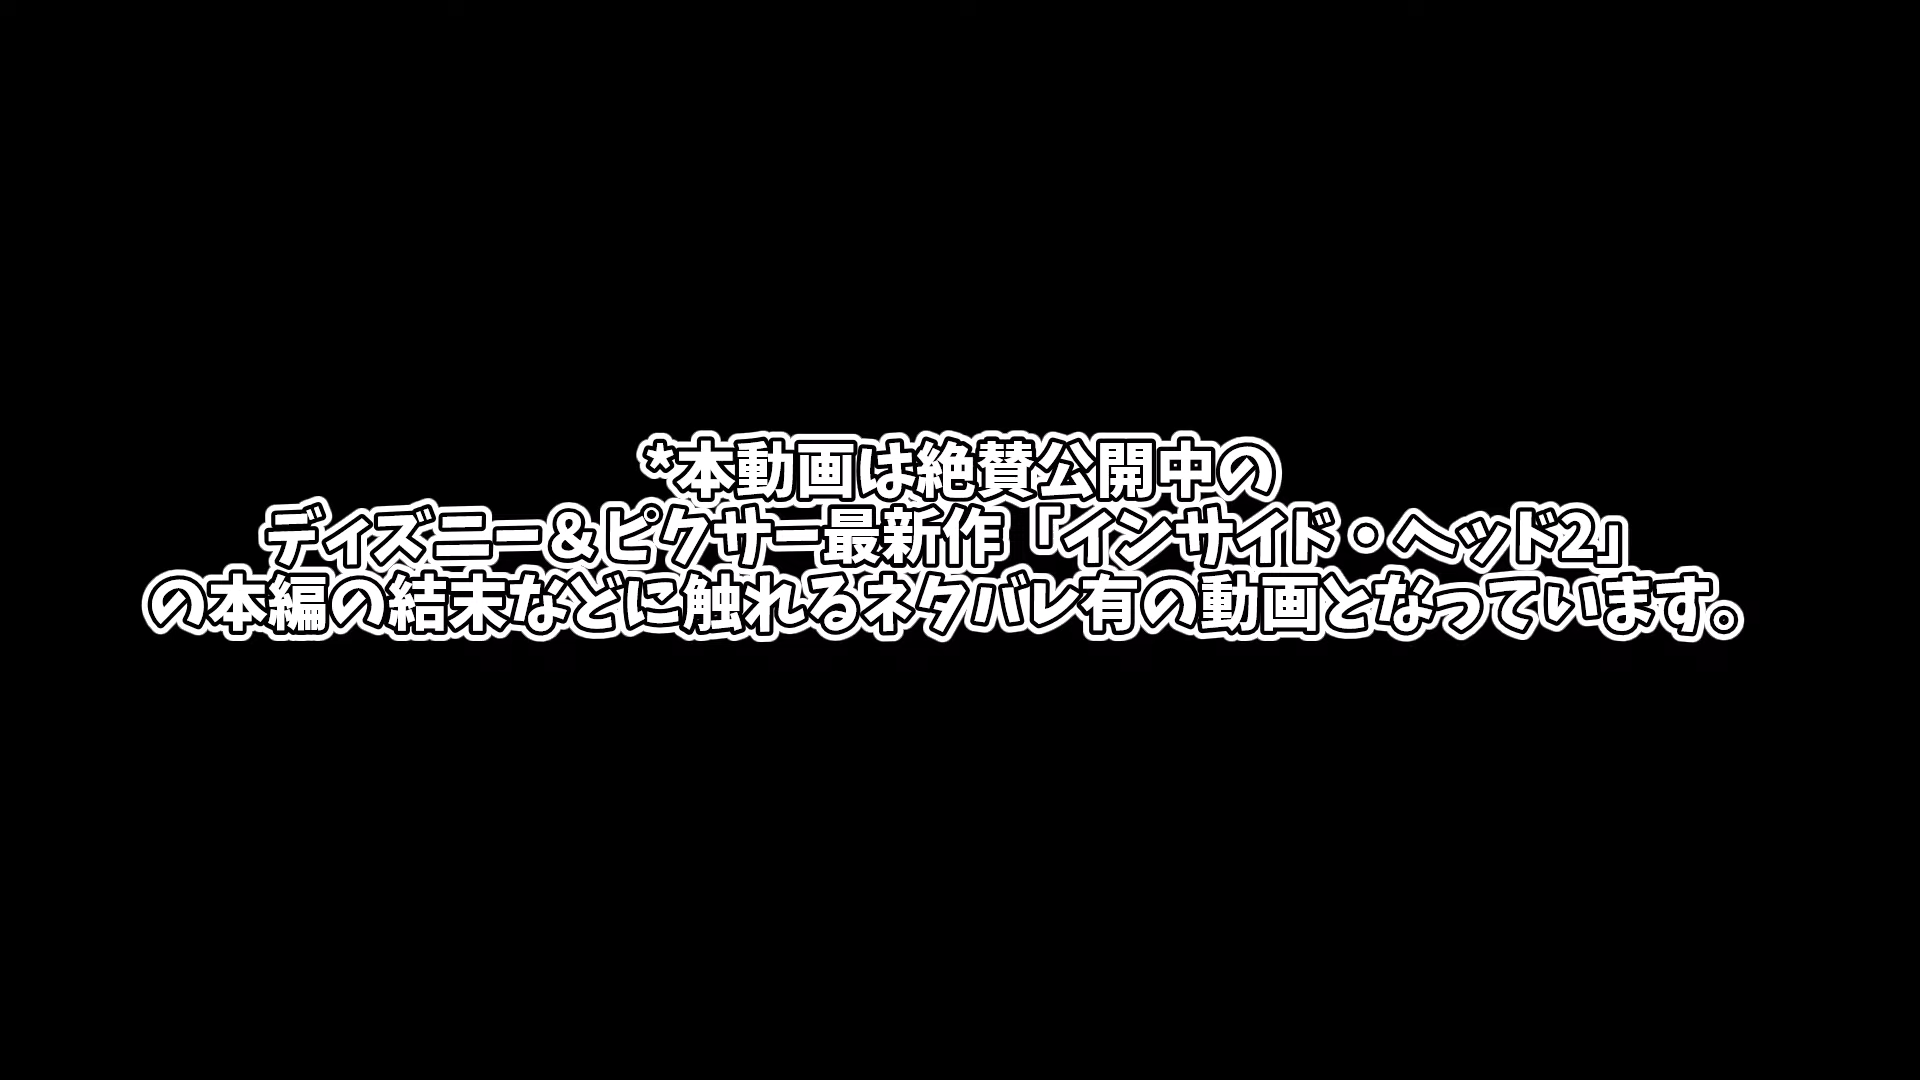 *本動画は絶賛公開中の
ディズニー＆ピクサー最新作「インサイド・ヘッド2」
の本編の結末などに触れるネタバレ有の動画となっています。